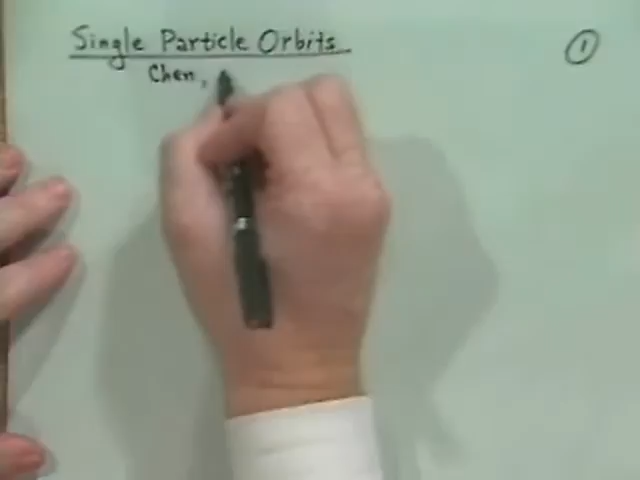 Single Particle Orbits
①
Chen,